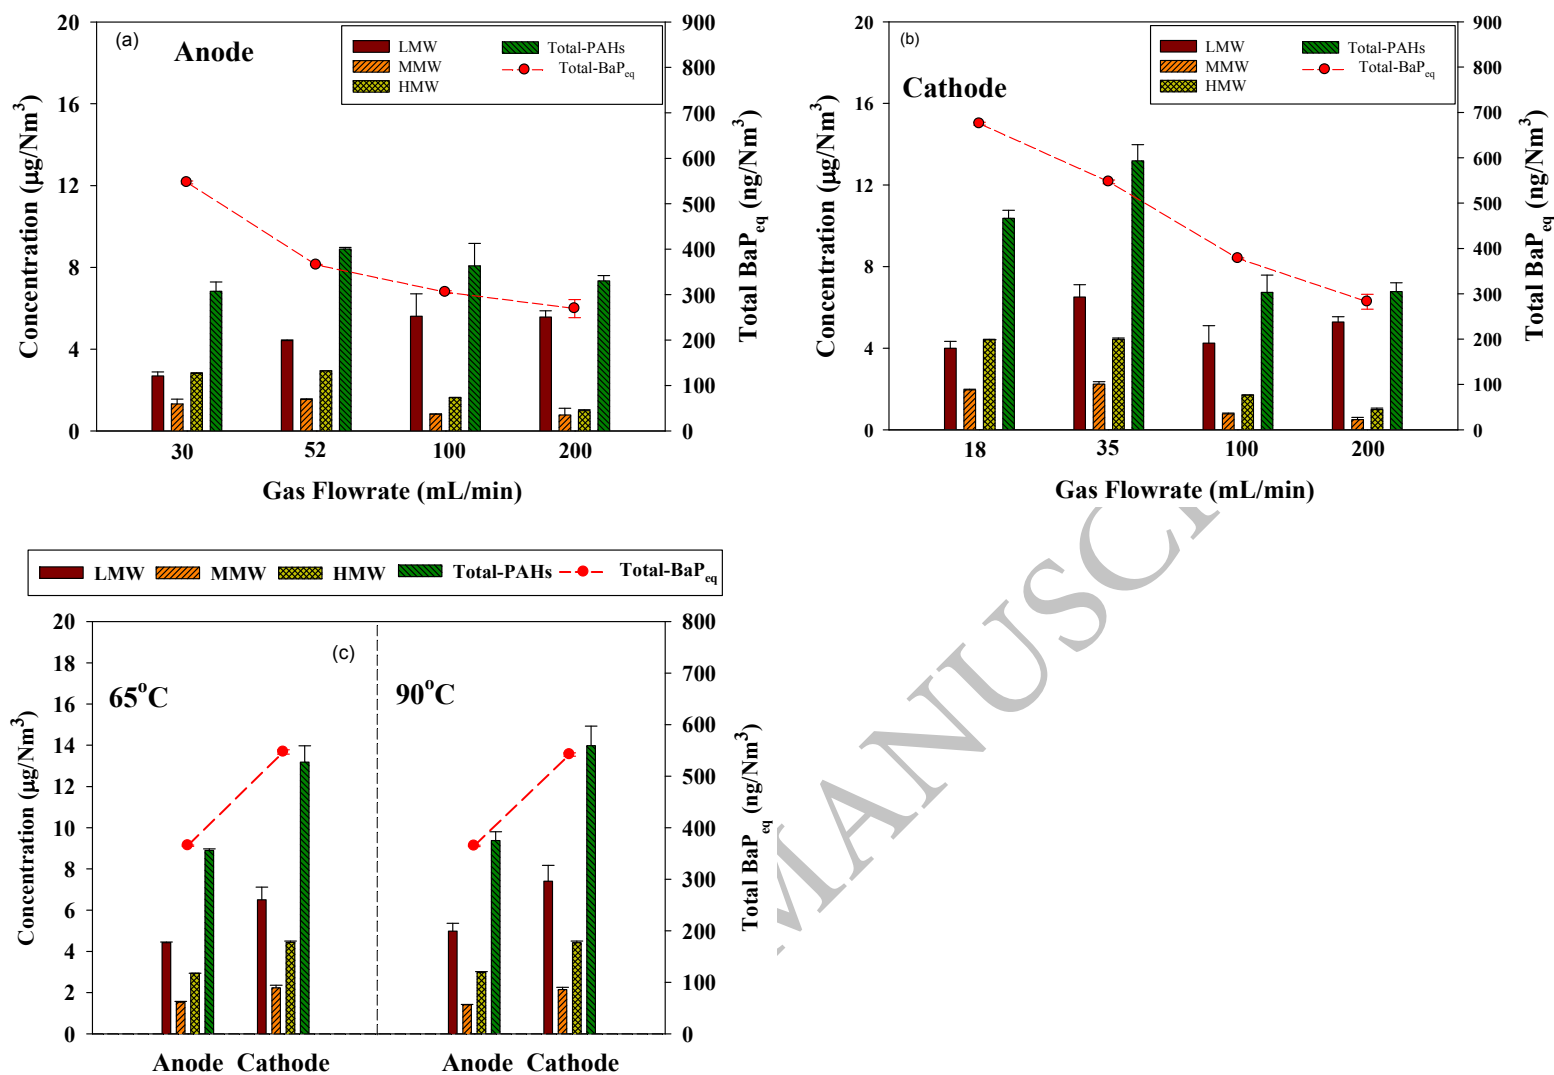 (a)
Anode
LMW
MMW
HMW
Total-PAHs
Total-BaPeq
Concentration (µg/Nm3)
20
16
12
8
4
0
900
800
700
600
500
400
300
200
100
0
Total BaPeq (ng/Nm3)
30 52 100 200
Gas Flowrate (mL/min)
(b)
Cathode
LMW
MMW
HMW
Total-PAHs
Total-BaPeq
Concentration (µg/Nm3)
20
16
12
8
4
0
900
800
700
600
500
400
300
200
100
0
Total BaPeq (ng/Nm3)
18 35 100 200
Gas Flowrate (mL/min)
LMW MMW HMW Total-PAHs Total-BaPeq
(c)
65oC
90oC
Concentration (µg/Nm3)
20
18
16
14
12
10
8
6
4
2
0
800
700
600
500
400
300
200
100
0
Total BaPeq (ng/Nm3)
Anode Cathode Anode Cathode
MANUSC